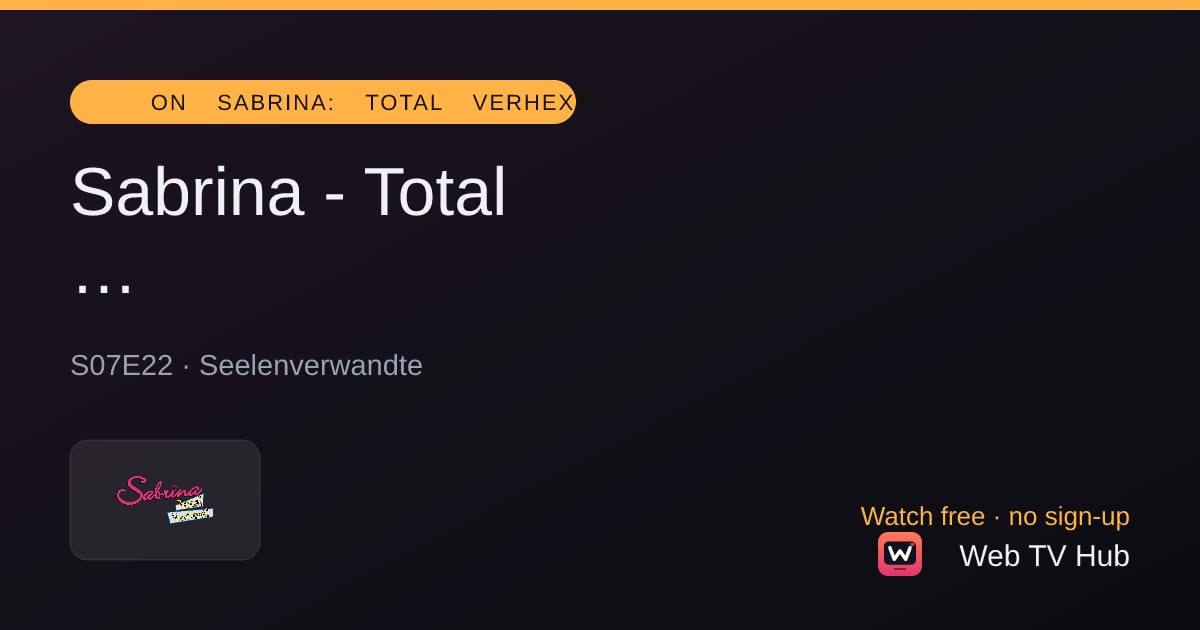 ON SABRINA: TOTAL VERHEX
Sabrina - Total
…
S07E22 · Seelenverwandte
Sabrina
Watch free · no sign-up
W
Web TV Hub